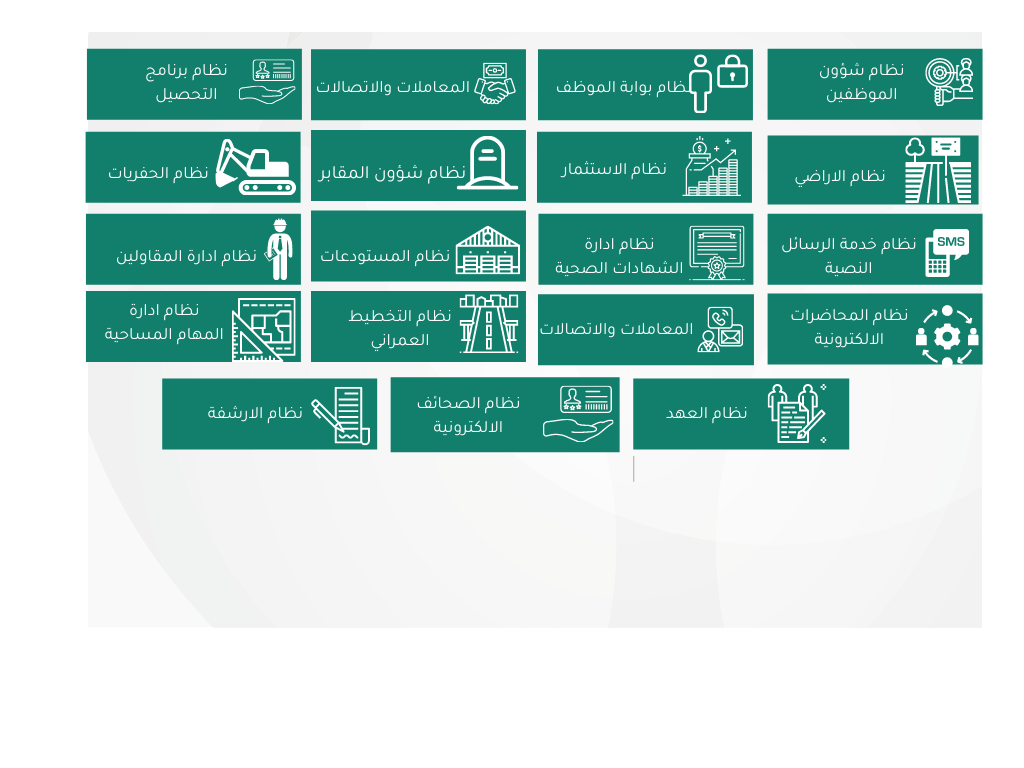 نظام شؤون
الموظفين
نظام بوابة الموظف
المعاملات والاتصالات
نظام برنامج
التحصيل
نظام الاراضي
نظام الاستثمار
نظام شؤون المقابر
نظام الحفريات
نظام خدمة الرسائل
النصية
SMS
نظام ادارة
الشهادات الصحية
نظام المستودعات
نظام ادارة المقاولين
نظام المحاضرات
الالكترونية
المعاملات والاتصالات
نظام التخطيط
العمراني
نظام ادارة
المهام المساحية
نظام العهد
نظام الصحائف
الالكترونية
نظام الارشفة